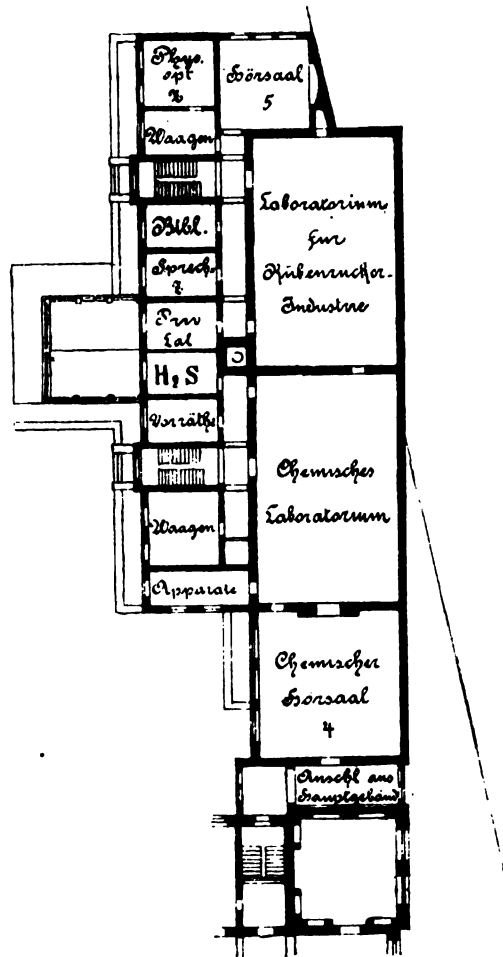 Phys.
opt
Z
Hörsaal
5
Waagen
Laboratorium
für
Rübenzucker-
Industrie
Bibl.
Sprech-
Z
Priv
Lab
H₂S
Vorräthe
Chemisches
Laboratorium
Waagen
Apparate
Chemischer
Hörsaal
4
Anschl ans
Hauptgebäud